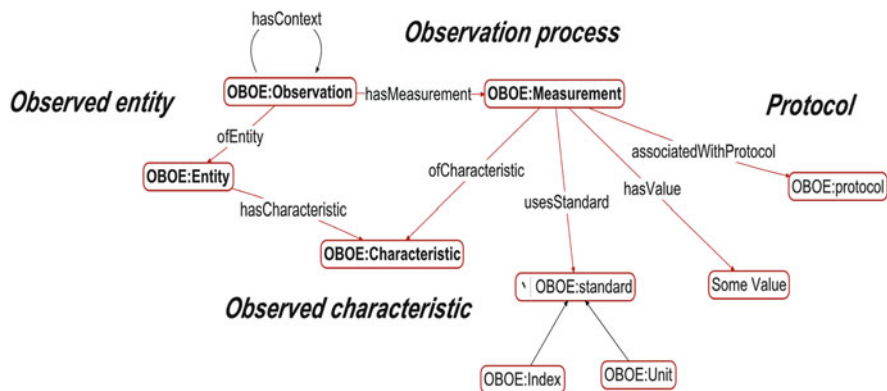 hasContext
Observation process
OBOE:Observation
hasMeasurement
OBOE:Measurement
Observed entity
Protocol
ofEntity
associatedWithProtocol
OBOE:Entity
ofCharacteristic
hasValue
OBOE:protocol
hasCharacteristic
usesStandard
OBOE:Characteristic
OBOE:standard
Some Value
Observed characteristic
OBOE:Index
OBOE:Unit